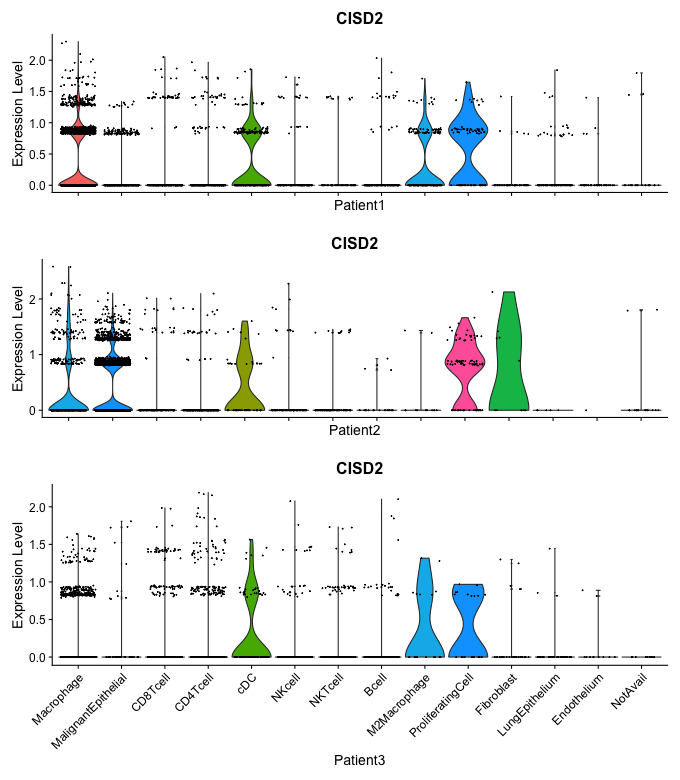 CISD2
Expression Level
2.0
1.5
1.0
0.5
0.0
Patient1
CISD2
Expression Level
2
1
0
Patient2
CISD2
Expression Level
2.0
1.5
1.0
0.5
0.0
Macrophage
MalignantEpithelial
CD8Tcell
CD4Tcell
cDC
NKcell
NKTcell
Bcell
M2Macrophage
ProliferatingCell
Fibroblast
LungEpithelium
Endothelium
NotAvail
Patient3